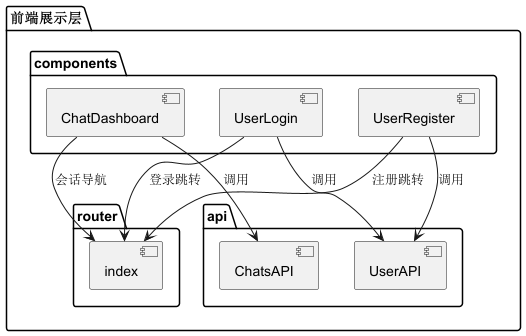 前端展示层
components
ChatDashboard
UserLogin
UserRegister
会话导航
登录跳转
调用
调用
注册跳转
调用
router
api
index
ChatsAPI
UserAPI